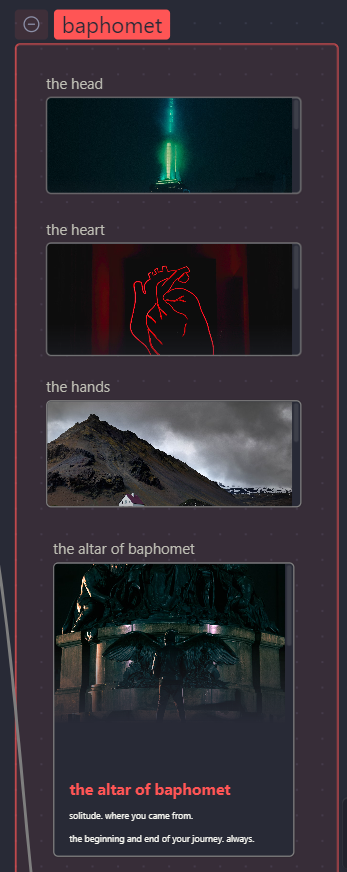 baphomet
the head
the heart
the hands
the altar of baphomet
the altar of baphomet
solitude. where you came from.
the beginning and end of your journey. always.